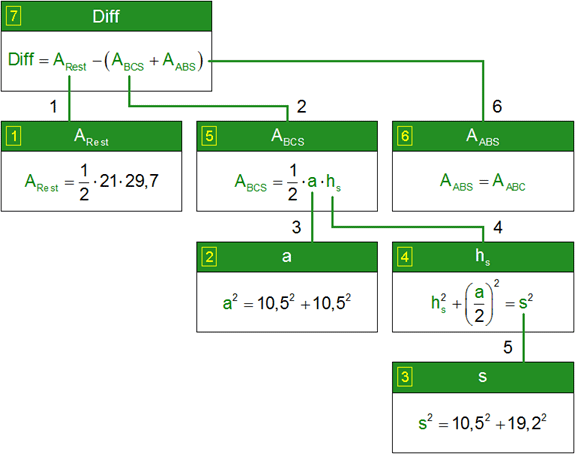 7 Diff
Diff = A_Rest − (A_BCS + A_ABS)
1 2 6
1 A_Rest
A_Rest = 1/2 · 21 · 29,7
5 A_BCS
A_BCS = 1/2 · a · h_s
6 A_ABS
A_ABS = A_ABC
3 4
2 a
a² = 10,5² + 10,5²
4 h_s
h_s² + (a/2)² = s²
5
3 s
s² = 10,5² + 19,2²